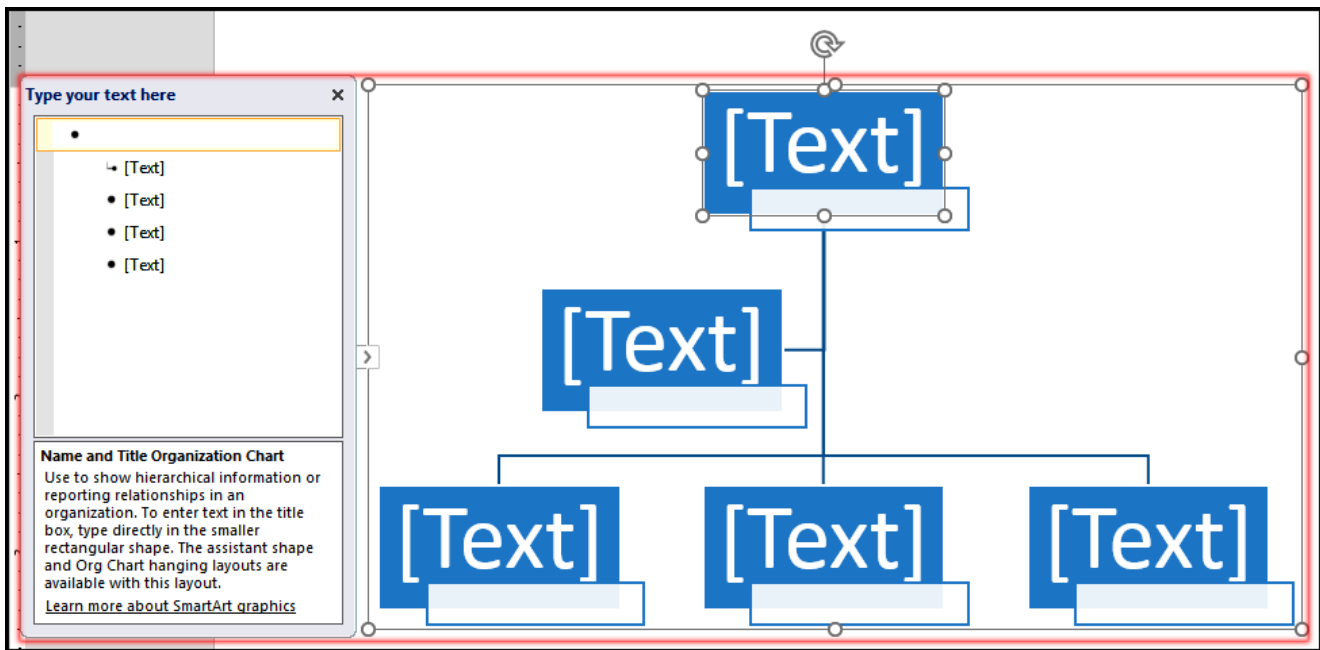 Type your text here
[Text]
[Text]
[Text]
[Text]
Name and Title Organization Chart
Use to show hierarchical information or
reporting relationships in an
organization. To enter text in the title
box, type directly in the smaller
rectangular shape. The assistant shape
and Org Chart hanging layouts are
available with this layout.
Learn more about SmartArt graphics
[Text]
[Text]
[Text]
[Text]
[Text]